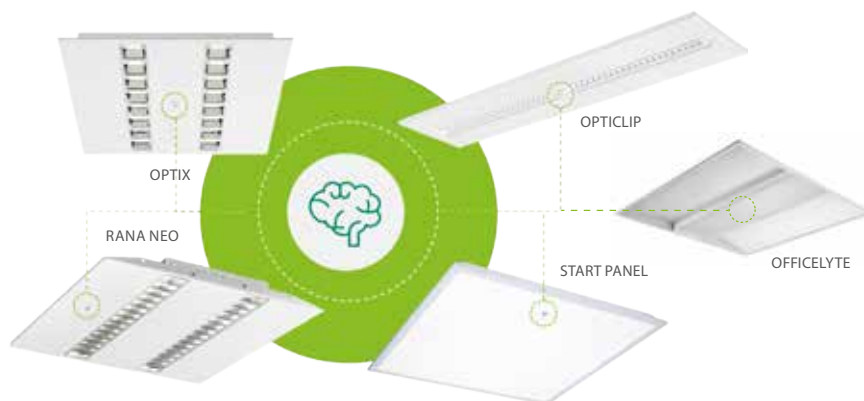 OPTICLIP
OPTIX
RANA NEO
START PANEL
OFFICELYTE